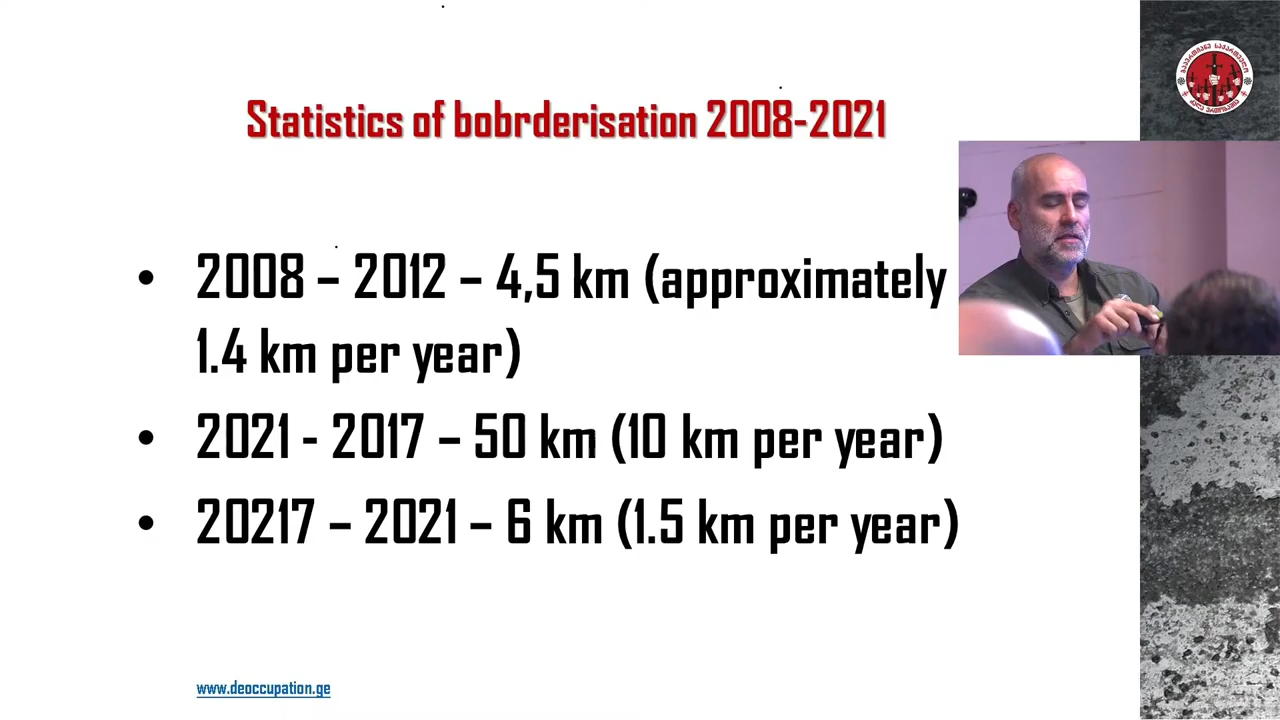 Statistics of bobrderisation 2008-2021
• 2008 – 2012 – 4,5 km (approximately
1.4 km per year)
• 2021 - 2017 – 50 km (10 km per year)
• 20217 – 2021 – 6 km (1.5 km per year)
www.deoccupation.ge